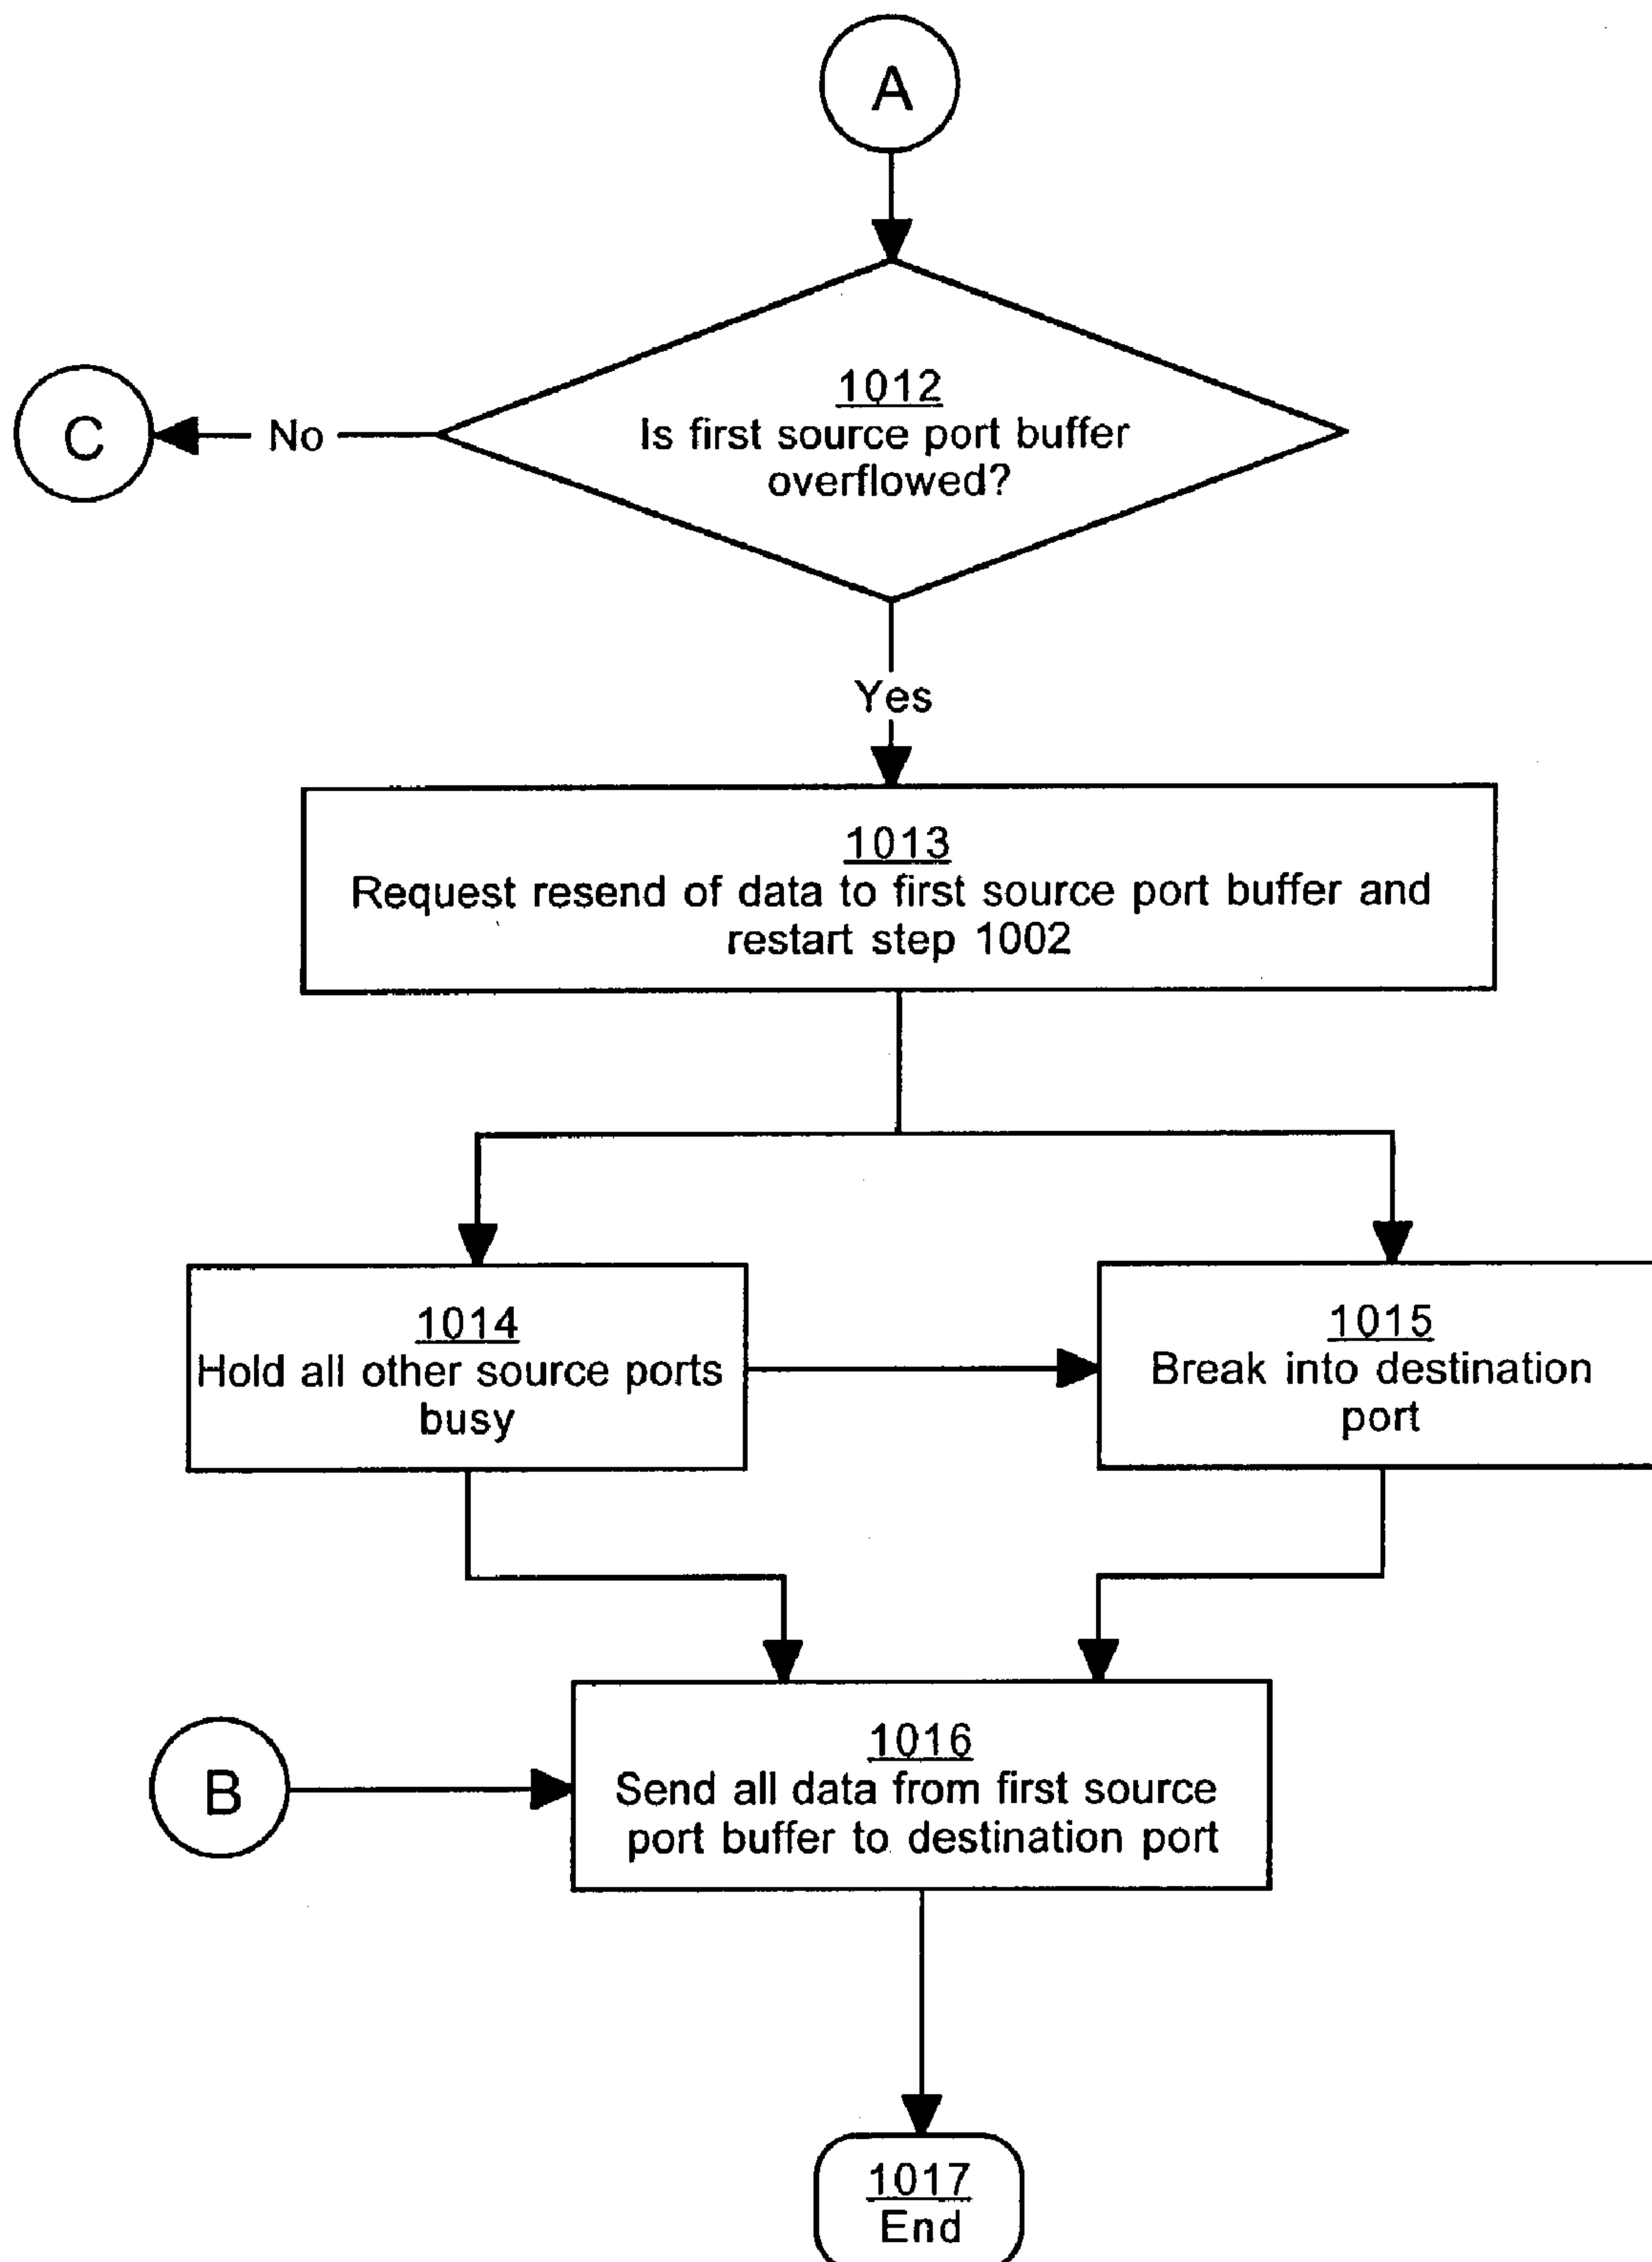 A
1012
Is first source port buffer
overflowed?
No
C
Yes
1013
Request resend of data to first source port buffer and
restart step 1002
1014
Hold all other source ports
busy
1015
Break into destination
port
B
1016
Send all data from first source
port buffer to destination port
1017
End